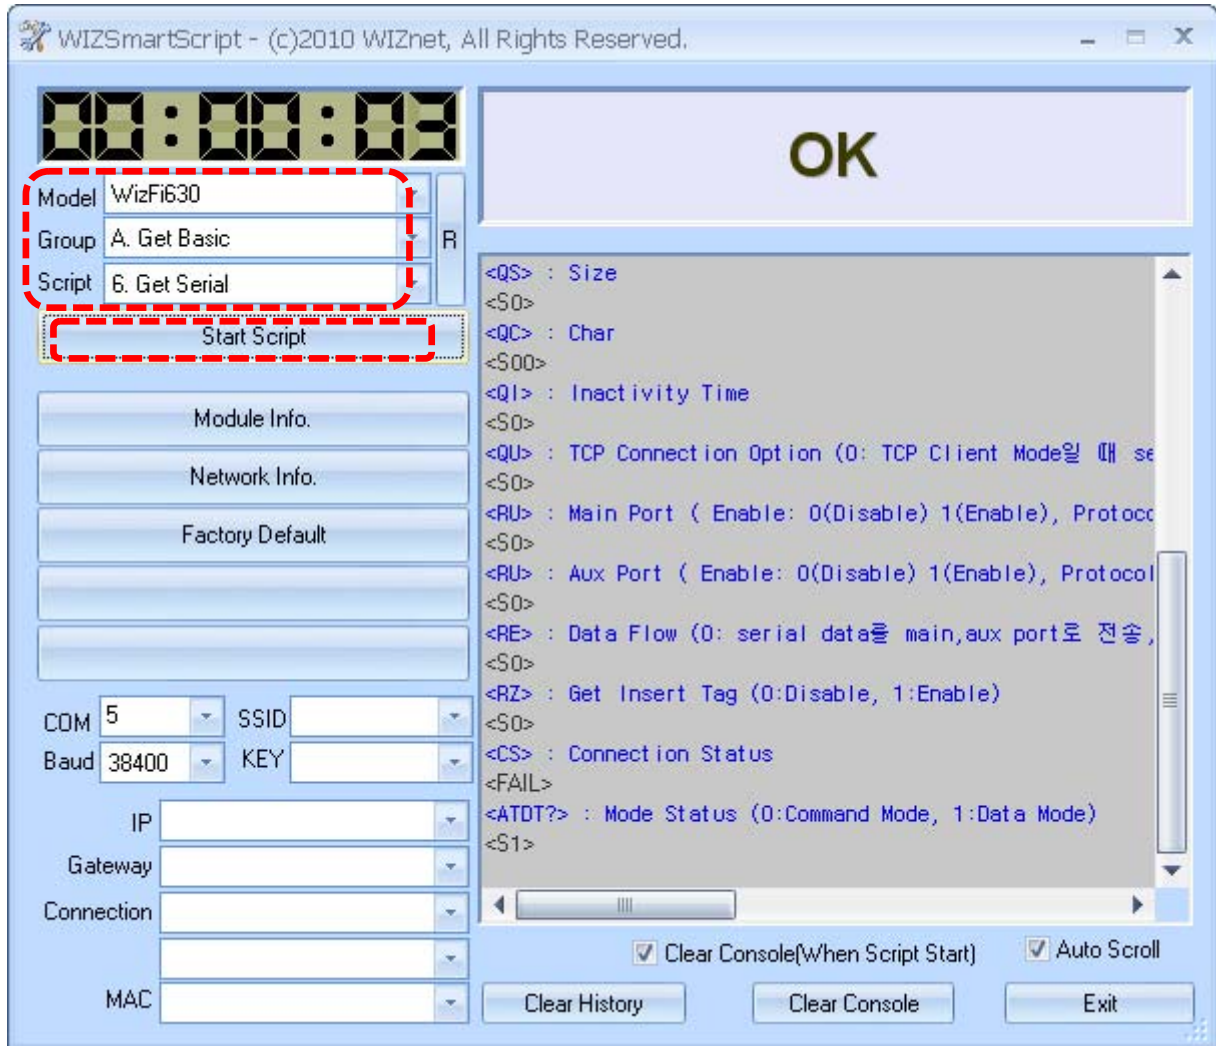 WIZSmartScript - (c)2010 WIZnet, All Rights Reserved.
00:00:03
OK
Model WizFi630
Group A. Get Basic
R
Script 6. Get Serial
Start Script
Module Info.
Network Info.
Factory Default
COM 5 SSID
Baud 38400 KEY
IP
Gateway
Connection
MAC
<QS> : Size
<S0>
<QC> : Char
<S00>
<QI> : Inactivity Time
<S0>
<QU> : TCP Connection Option (0: TCP Client Mode일 때 se
<S0>
<RU> : Main Port ( Enable: 0(Disable) 1(Enable), Protoco
<S0>
<RU> : Aux Port ( Enable: 0(Disable) 1(Enable), Protocol
<S0>
<RE> : Data Flow (0: serial data를 main,aux port로 전송,
<S0>
<RZ> : Get Insert Tag (0:Disable, 1:Enable)
<S0>
<CS> : Connection Status
<FAIL>
<ATDT?> : Mode Status (0:Command Mode, 1:Data Mode)
<S1>
Clear Console(When Script Start) Auto Scroll
Clear History Clear Console Exit